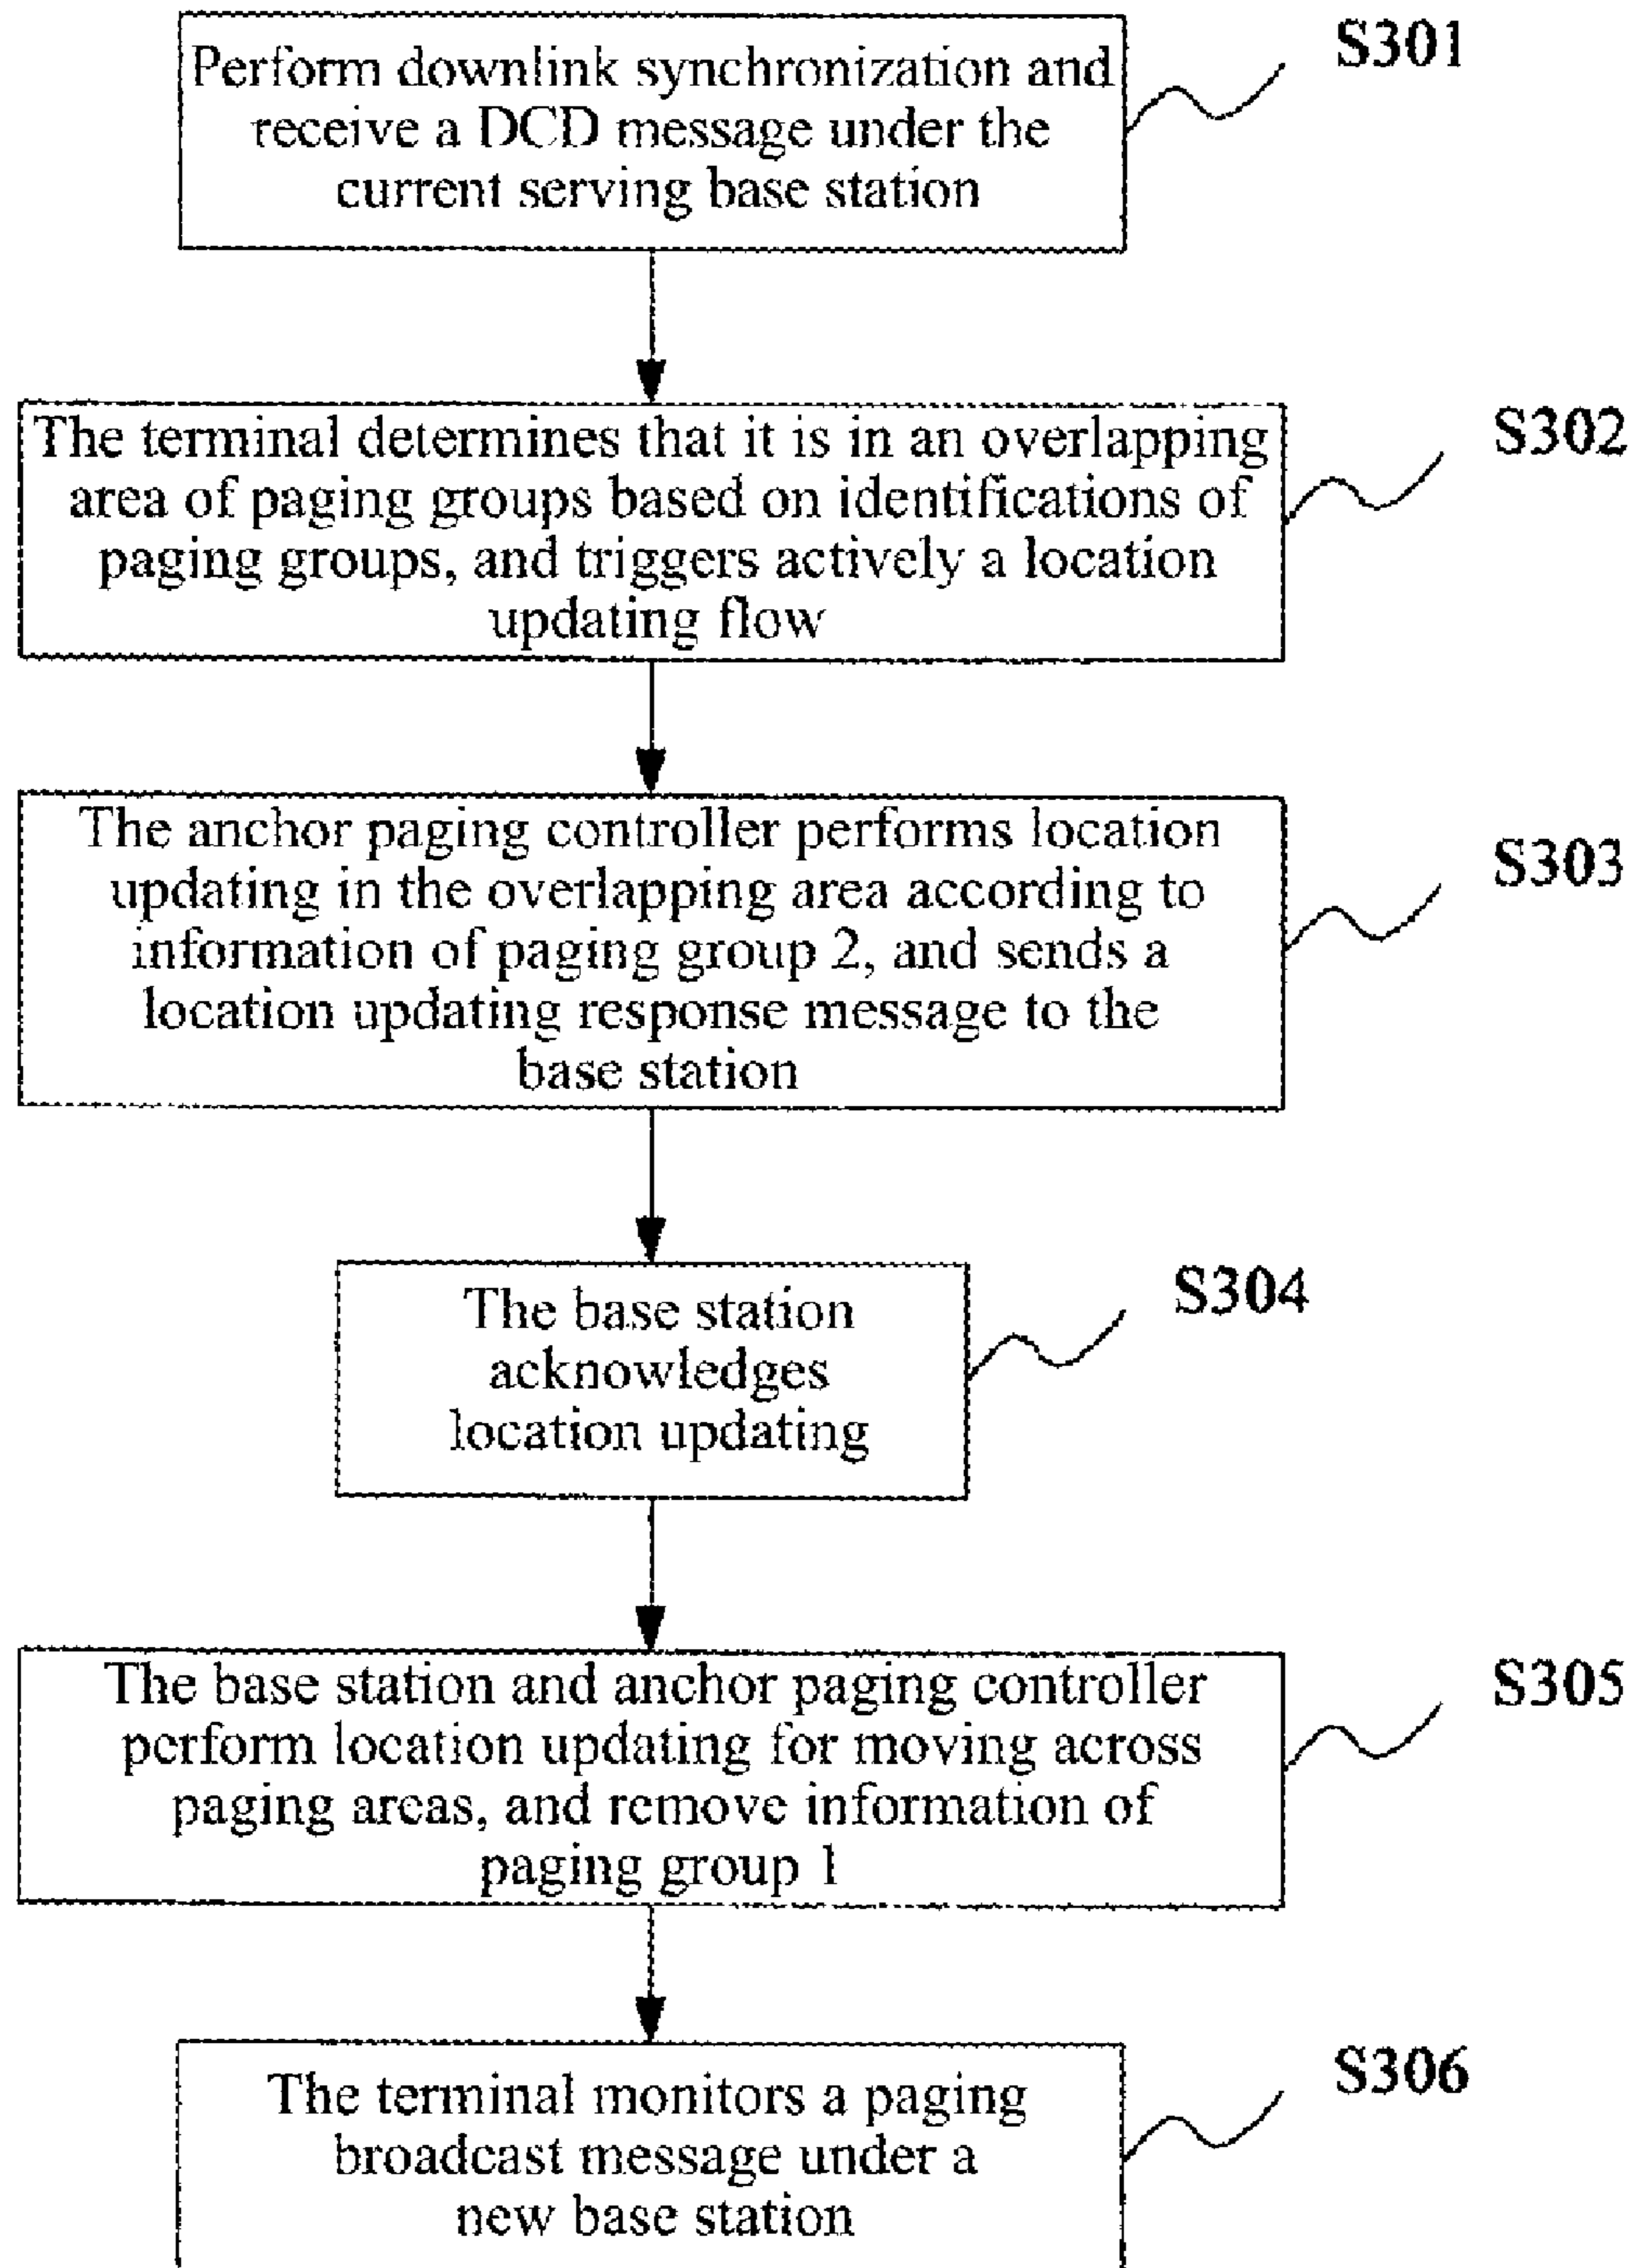 Perform downlink synchronization and
receive a DCD message under the
current serving base station
S301
The terminal determines that it is in an overlapping
area of paging groups based on identifications of
paging groups, and triggers actively a location
updating flow
S302
The anchor paging controller performs location
updating in the overlapping area according to
information of paging group 2, and sends a
location updating response message to the
base station
S303
The base station
acknowledges
location updating
S304
The base station and anchor paging controller
perform location updating for moving across
paging areas, and remove information of
paging group 1
S305
The terminal monitors a paging
broadcast message under a
new base station
S306